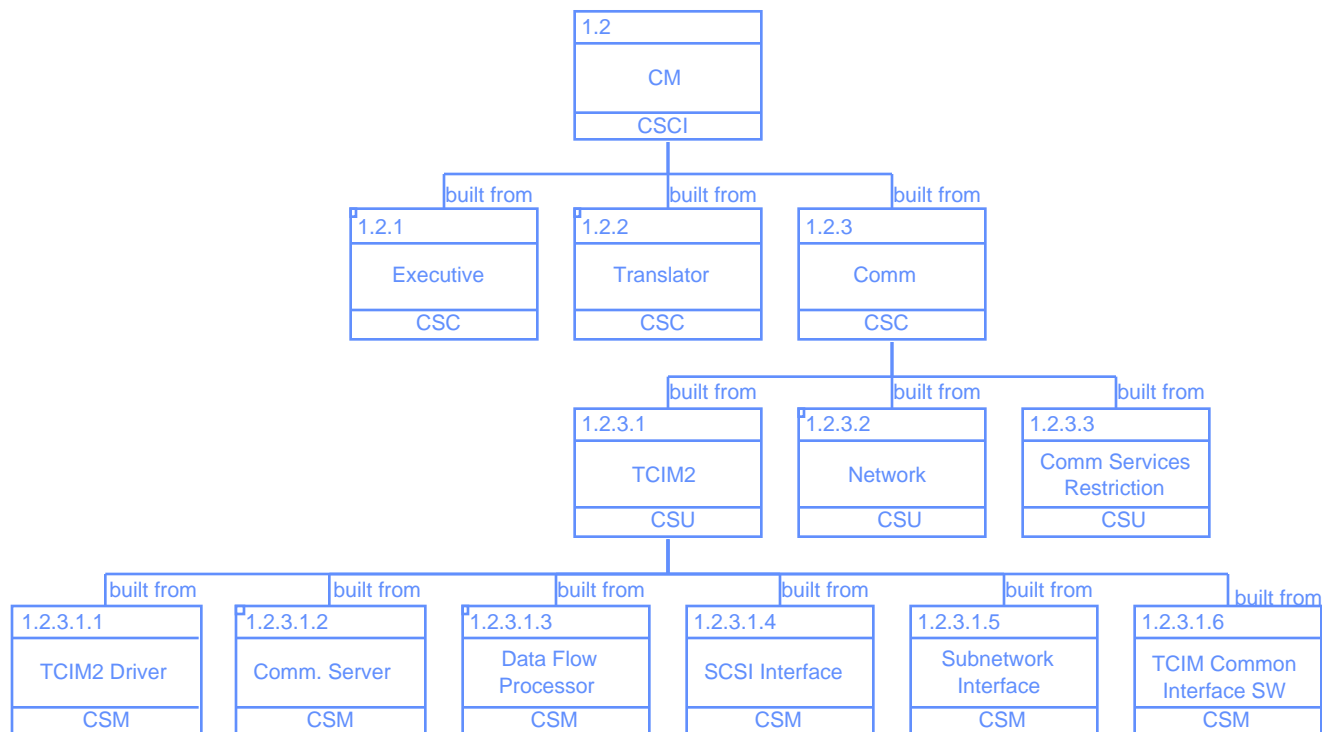 1.2
CM
CSCI
built from
built from
built from
1.2.1
1.2.2
1.2.3
Executive
Translator
Comm
CSC
CSC
CSC
built from
built from
built from
1.2.3.1
1.2.3.2
1.2.3.3
TCIM2
Network
Comm Services
Restriction
CSU
CSU
CSU
built from
built from
built from
built from
built from
built from
1.2.3.1.1
1.2.3.1.2
1.2.3.1.3
1.2.3.1.4
1.2.3.1.5
1.2.3.1.6
TCIM2 Driver
Comm. Server
Data Flow
Processor
SCSI Interface
Subnetwork
Interface
TCIM Common
Interface SW
CSM
CSM
CSM
CSM
CSM
CSM